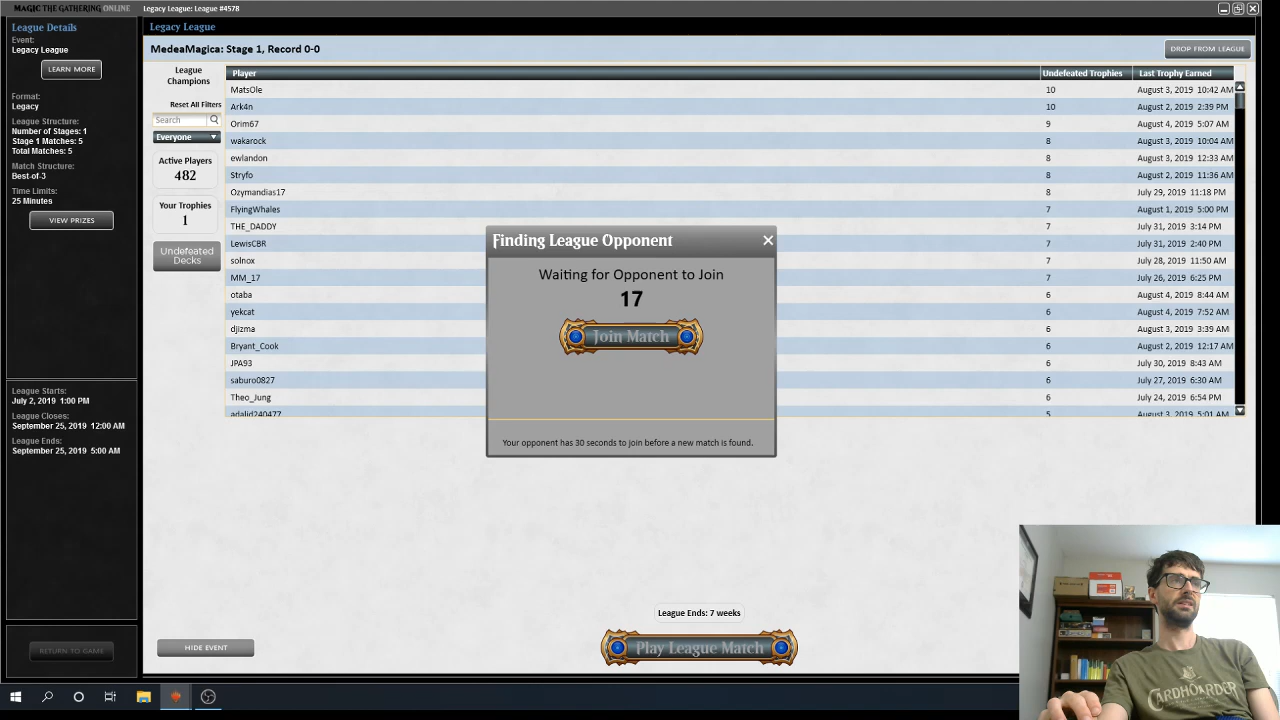 MAGIC THE GATHERING ONLINE
Legacy League: League #4578
League Details
Event:
Legacy League
LEARN MORE
Format:
Legacy
League Structure:
Number of Stages: 1
Stage 1 Matches: 5
Total Matches: 5
Match Structure:
Best-of-3
Time Limits:
25 Minutes
VIEW PRIZES
League Starts:
July 2, 2019 1:00 PM
League Closes:
September 25, 2019 12:00 AM
League Ends:
September 25, 2019 5:00 AM
RETURN TO GAME
Legacy League
MedeaMagica: Stage 1, Record 0-0
DROP FROM LEAGUE
League
Champions
Reset All Filters
Search
Everyone
Active Players
482
Your Trophies
1
Undefeated
Decks
Player Undefeated Trophies Last Trophy Earned
MatsOle 10 August 3, 2019 10:42 AM
Ark4n 10 August 2, 2019 2:39 PM
Orim67 9 August 4, 2019 5:07 AM
wakarock 8 August 3, 2019 10:04 AM
ewlandon 8 August 3, 2019 12:33 AM
Stryfo 8 August 2, 2019 11:36 AM
Ozymandias17 8 July 29, 2019 11:18 PM
FlyingWhales 7 August 1, 2019 5:00 PM
THE_DADDY 7 July 31, 2019 3:14 PM
LewisCBR 7 July 31, 2019 2:40 PM
solnox 7 July 28, 2019 11:50 AM
MM_17 7 July 26, 2019 6:25 PM
otaba 6 August 4, 2019 8:44 AM
yekcat 6 August 4, 2019 7:52 AM
djizma 6 August 3, 2019 3:39 AM
Bryant_Cook 6 August 2, 2019 12:17 AM
JPA93 6 July 30, 2019 8:43 AM
saburo0827 6 July 27, 2019 6:30 AM
Theo_Jung 6 July 24, 2019 6:54 PM
adalid240477 5 August 3, 2019 5:01 AM
Finding League Opponent
Waiting for Opponent to Join
17
Join Match
Your opponent has 30 seconds to join before a new match is found.
League Ends: 7 weeks
HIDE EVENT
Play League Match
CARDHOARDER